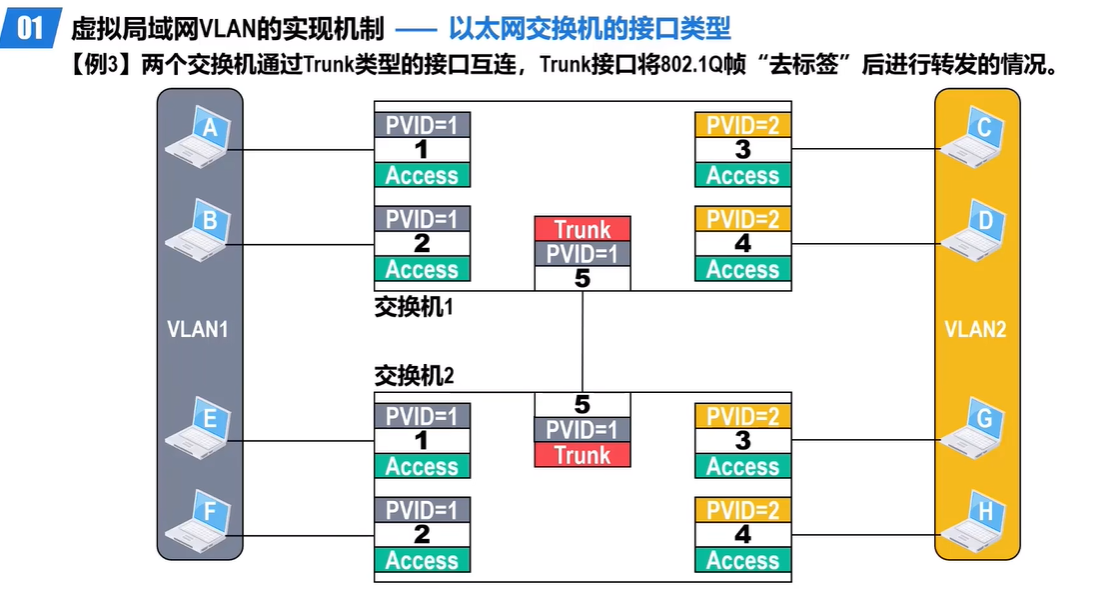 01 虚拟局域网VLAN的实现机制 —— 以太网交换机的接口类型
【例3】两个交换机通过Trunk类型的接口互连，Trunk接口将802.1Q帧“去标签”后进行转发的情况。
A
PVID=1
1
Access
PVID=2
3
Access
C
B
PVID=1
2
Access
Trunk
PVID=1
5
PVID=2
4
Access
D
交换机1
VLAN1
VLAN2
交换机2
E
PVID=1
1
Access
5
PVID=1
Trunk
PVID=2
3
Access
G
F
PVID=1
2
Access
PVID=2
4
Access
H